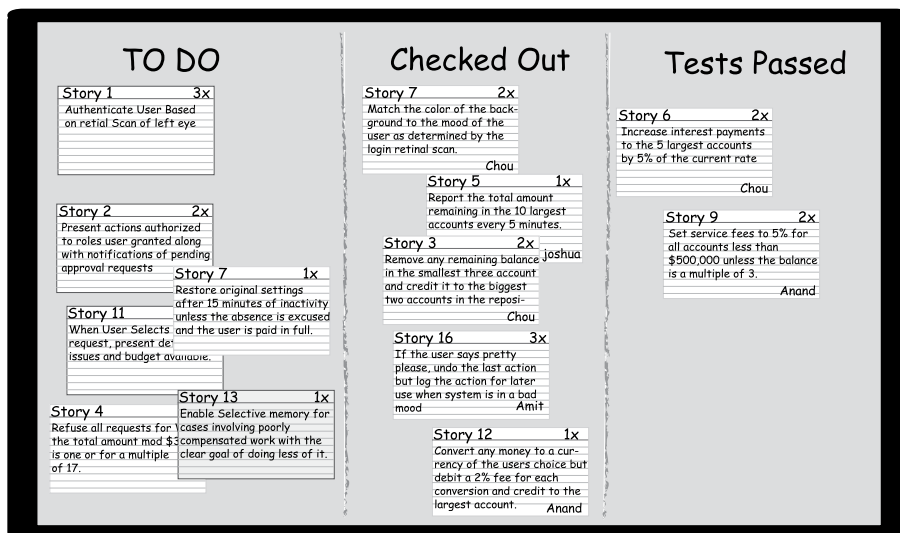 TO DO
Story 1 3x
Authenticate User Based
on retial Scan of left eye
Story 2 2x
Present actions authorized
to roles user granted along
with notifications of pending
approval requests
Story 7 1x
Restore original settings
after 15 minutes of inactivity
unless the absence is excused
and the user is paid in full.
Story 11
When User Selects
request, present
issues and budget available.
Story 13 1x
Enable Selective memory for
cases involving poorly
compensated work with the
clear goal of doing less of it.
Story 4
Refuse all requests for
the total amount mod
is one or for a multiple
of 17.
Checked Out
Story 7 2x
Match the color of the back-
ground to the mood of the
user as determined by the
login retinal scan.
Chou
Story 5 1x
Report the total amount
remaining in the 10 largest
accounts every 5 minutes.
joshua
Story 3 2x
Remove any remaining balance
in the smallest three account
and credit it to the biggest
two accounts in the reposi-
Chou
Story 16 3x
If the user says pretty
please, undo the last action
but log the action for later
use when system is in a bad
mood Amit
Story 12 1x
Convert any money to a cur-
rency of the users choice but
debit a 2% fee for each
conversion and credit to the
largest account. Anand
Tests Passed
Story 6 2x
Increase interest payments
to the 5 largest accounts
by 5% of the current rate
Chou
Story 9 2x
Set service fees to 5% for
all accounts less than
$500,000 unless the balance
is a multiple of 3.
Anand